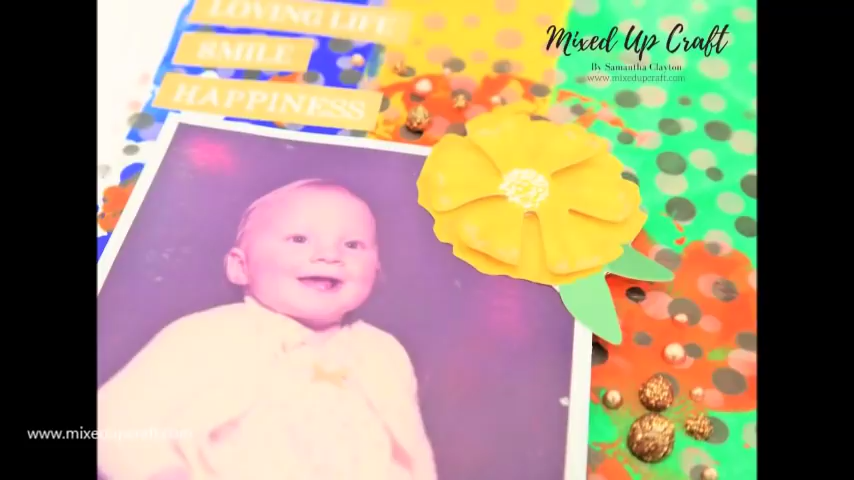 LOVING LIFE
SMILE
HAPPINESS
Mixed Up Craft
By Samantha Clayton
www.mixedupcraft.com
www.mixedupcraft.com